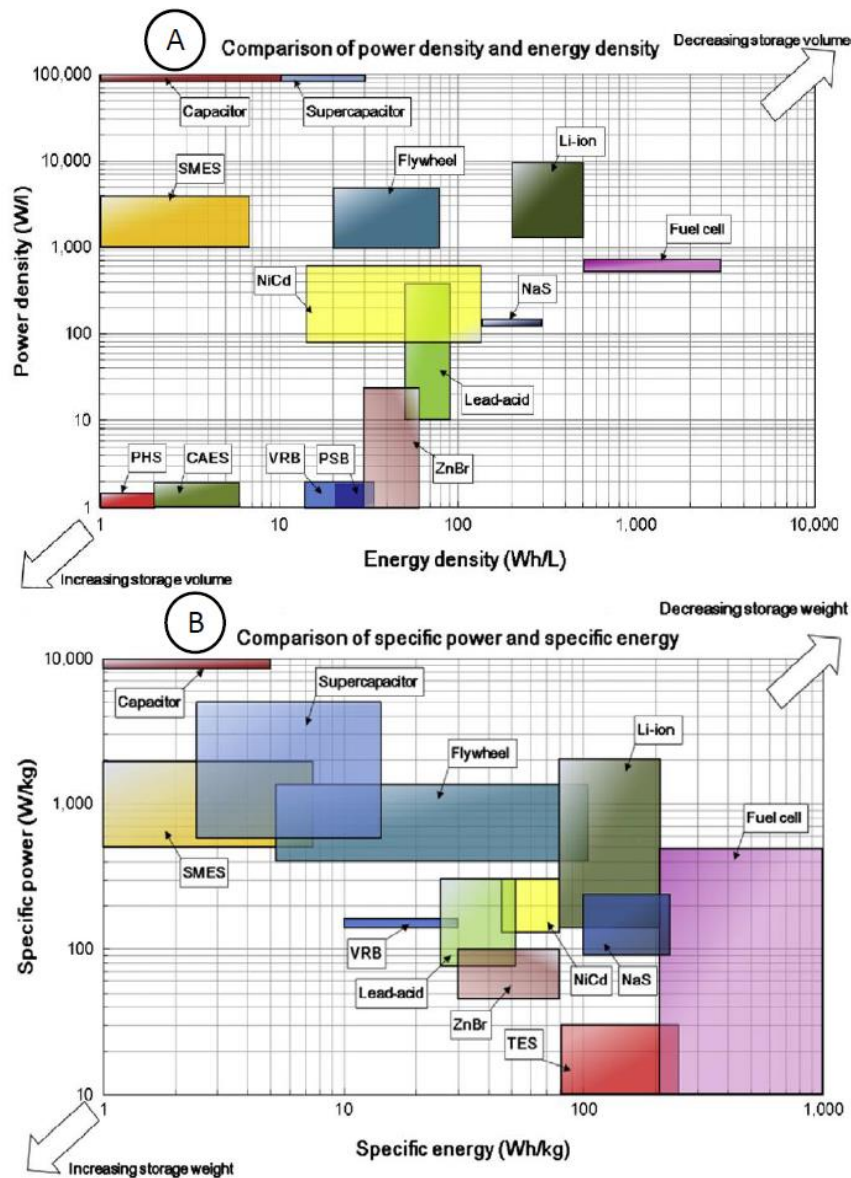 A
Comparison of power density and energy density
Decreasing storage volume
100,000
Capacitor
Supercapacitor
10,000
SMES
Flywheel
Li-ion
1,000
Fuel cell
NiCd
NaS
100
Lead-acid
10
PHS
CAES
VRB
PSB
ZnBr
1
1
10
100
1,000
10,000
Power density (W/l)
Energy density (Wh/L)
Increasing storage volume
B
Comparison of specific power and specific energy
Decreasing storage weight
10,000
Capacitor
Supercapacitor
Li-ion
Flywheel
1,000
Fuel cell
SMES
VRB
100
Lead-acid
NiCd
NaS
ZnBr
TES
10
1
10
100
1,000
Specific power (W/kg)
Specific energy (Wh/kg)
Increasing storage weight